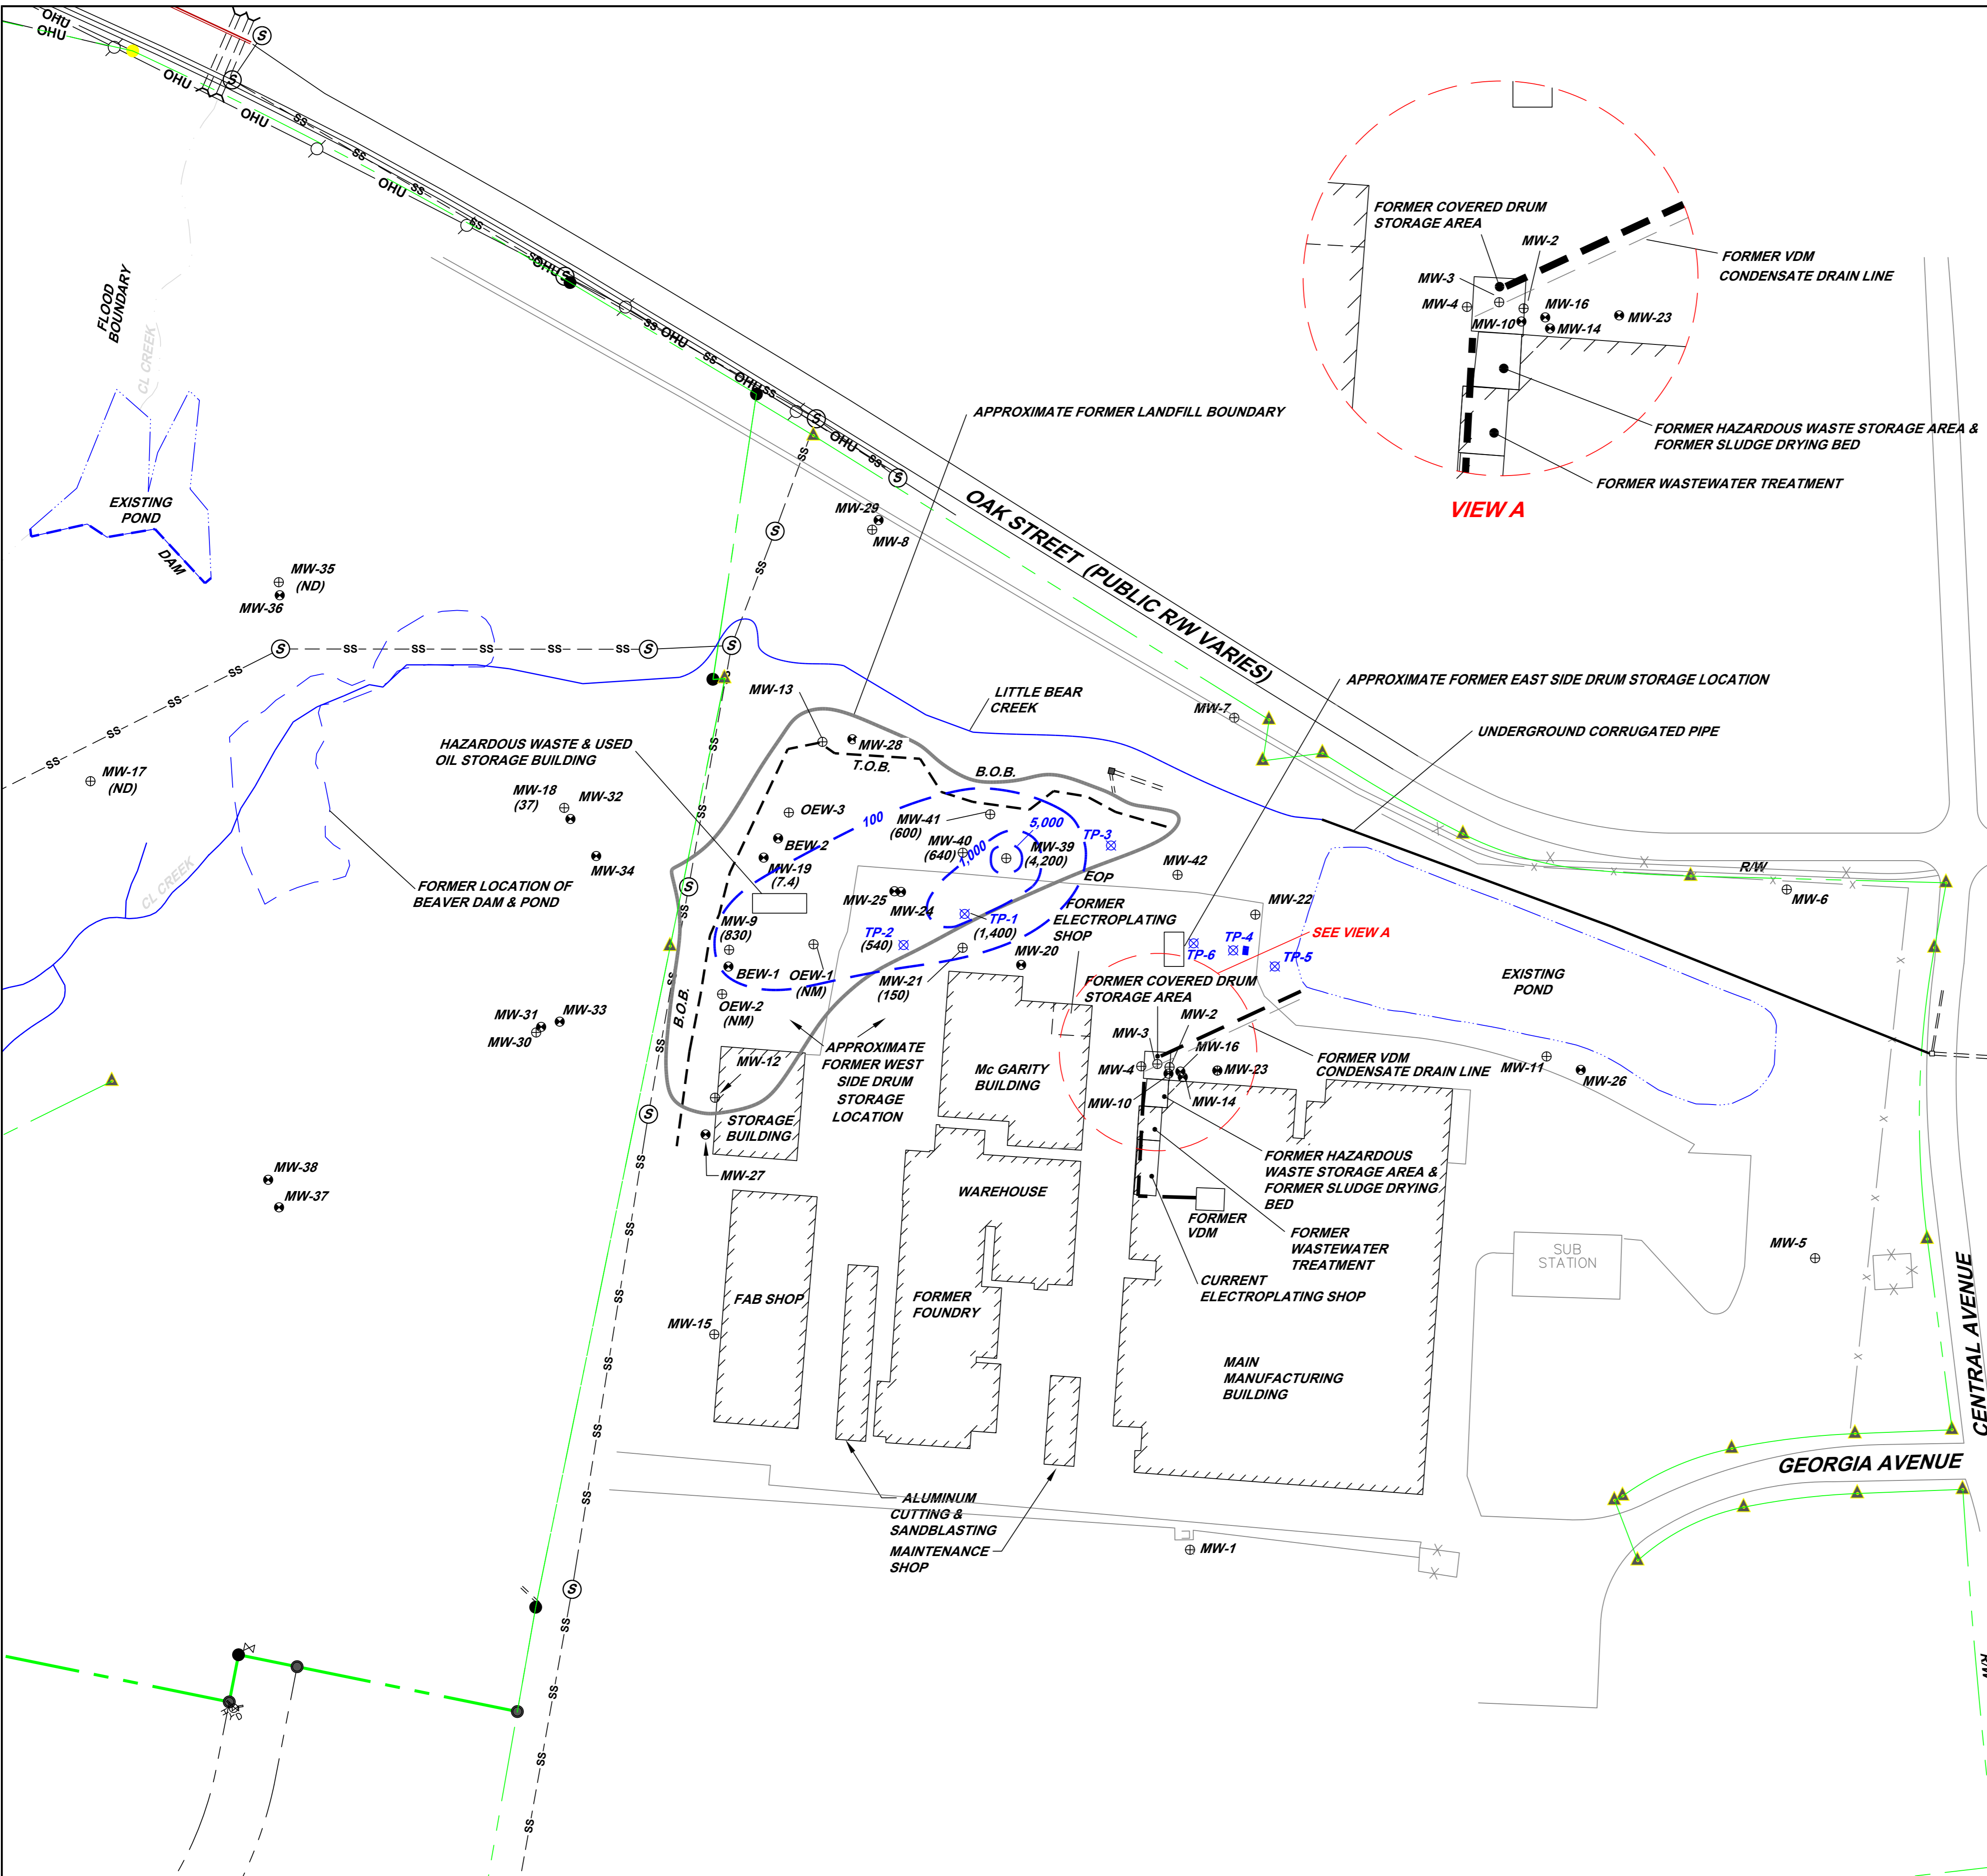 OHU
OHU
OHU
OHU
OHU
OHU
OHU
OHU
OHU
S
S
S
S
S
S
S
S
S
S
S
S
SS
SS
SS
SS
SS
SS
SS
SS
SS
SS
FLOOD
BOUNDARY
CL CREEK
EXISTING
POND
DAM
MW-35
(ND)
MW-36
MW-17
(ND)
CL CREEK
FORMER LOCATION OF
BEAVER DAM & POND
MW-18
(37)
MW-32
MW-34
MW-31
MW-33
MW-30
MW-38
MW-37
APPROXIMATE FORMER LANDFILL BOUNDARY
MW-29
MW-8
OAK STREET (PUBLIC R/W VARIES)
FORMER COVERED DRUM
STORAGE AREA
MW-2
MW-3
MW-4
MW-16
MW-10
MW-14
MW-23
FORMER VDM
CONDENSATE DRAIN LINE
FORMER HAZARDOUS WASTE STORAGE AREA &
FORMER SLUDGE DRYING BED
FORMER WASTEWATER TREATMENT
VIEW A
APPROXIMATE FORMER EAST SIDE DRUM STORAGE LOCATION
UNDERGROUND CORRUGATED PIPE
MW-7
LITTLE BEAR
CREEK
MW-13
MW-28
T.O.B.
B.O.B.
HAZARDOUS WASTE & USED
OIL STORAGE BUILDING
OEW-3
100
MW-41
(600)
5,000
TP-3
BEW-2
MW-40
(640)
1,000
MW-39
(4,200)
MW-19
(7.4)
EOP
MW-42
MW-25
MW-24
TP-1
(1,400)
FORMER
ELECTROPLATING
SHOP
MW-22
MW-9
(830)
TP-2
(540)
MW-20
TP-6
TP-4
TP-5
SEE VIEW A
BEW-1
OEW-1
(NM)
MW-21
(150)
OEW-2
(NM)
B.O.B.
R/W
MW-6
EXISTING
POND
FORMER COVERED DRUM
STORAGE AREA
MW-2
MW-3
MW-16
MW-4
MW-23
MW-10
MW-14
FORMER VDM
CONDENSATE DRAIN LINE
MW-11
MW-26
APPROXIMATE
FORMER WEST
SIDE DRUM
STORAGE
LOCATION
MW-12
STORAGE
BUILDING
MW-27
Mc GARITY
BUILDING
WAREHOUSE
FORMER HAZARDOUS
WASTE STORAGE AREA &
FORMER SLUDGE DRYING
BED
FORMER
VDM
FORMER
WASTEWATER
TREATMENT
CURRENT
ELECTROPLATING SHOP
SUB
STATION
MW-5
FAB SHOP
MW-15
FORMER
FOUNDRY
MAIN
MANUFACTURING
BUILDING
CENTRAL AVENUE
GEORGIA AVENUE
ALUMINUM
CUTTING &
SANDBLASTING
MAINTENANCE
SHOP
MW-1